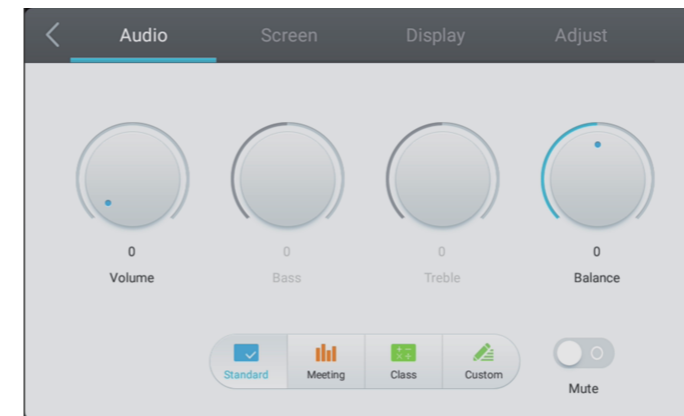 Audio Screen Display Adjust
0 0 0 0
Volume Bass Treble Balance
Standard Meeting Class Custom
Mute